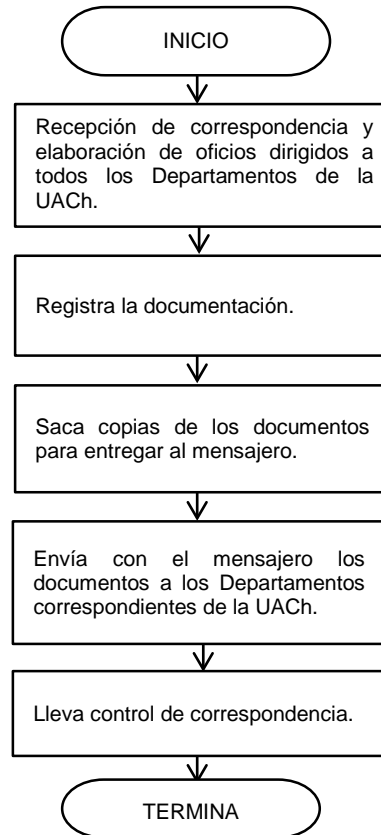 INICIO
Recepción de correspondencia y
elaboración de oficios dirigidos a
todos los Departamentos de la
UACh.
Registra la documentación.
Saca copias de los documentos
para entregar al mensajero.
Envía con el mensajero los
documentos a los Departamentos
correspondientes de la UACh.
Lleva control de correspondencia.
TERMINA